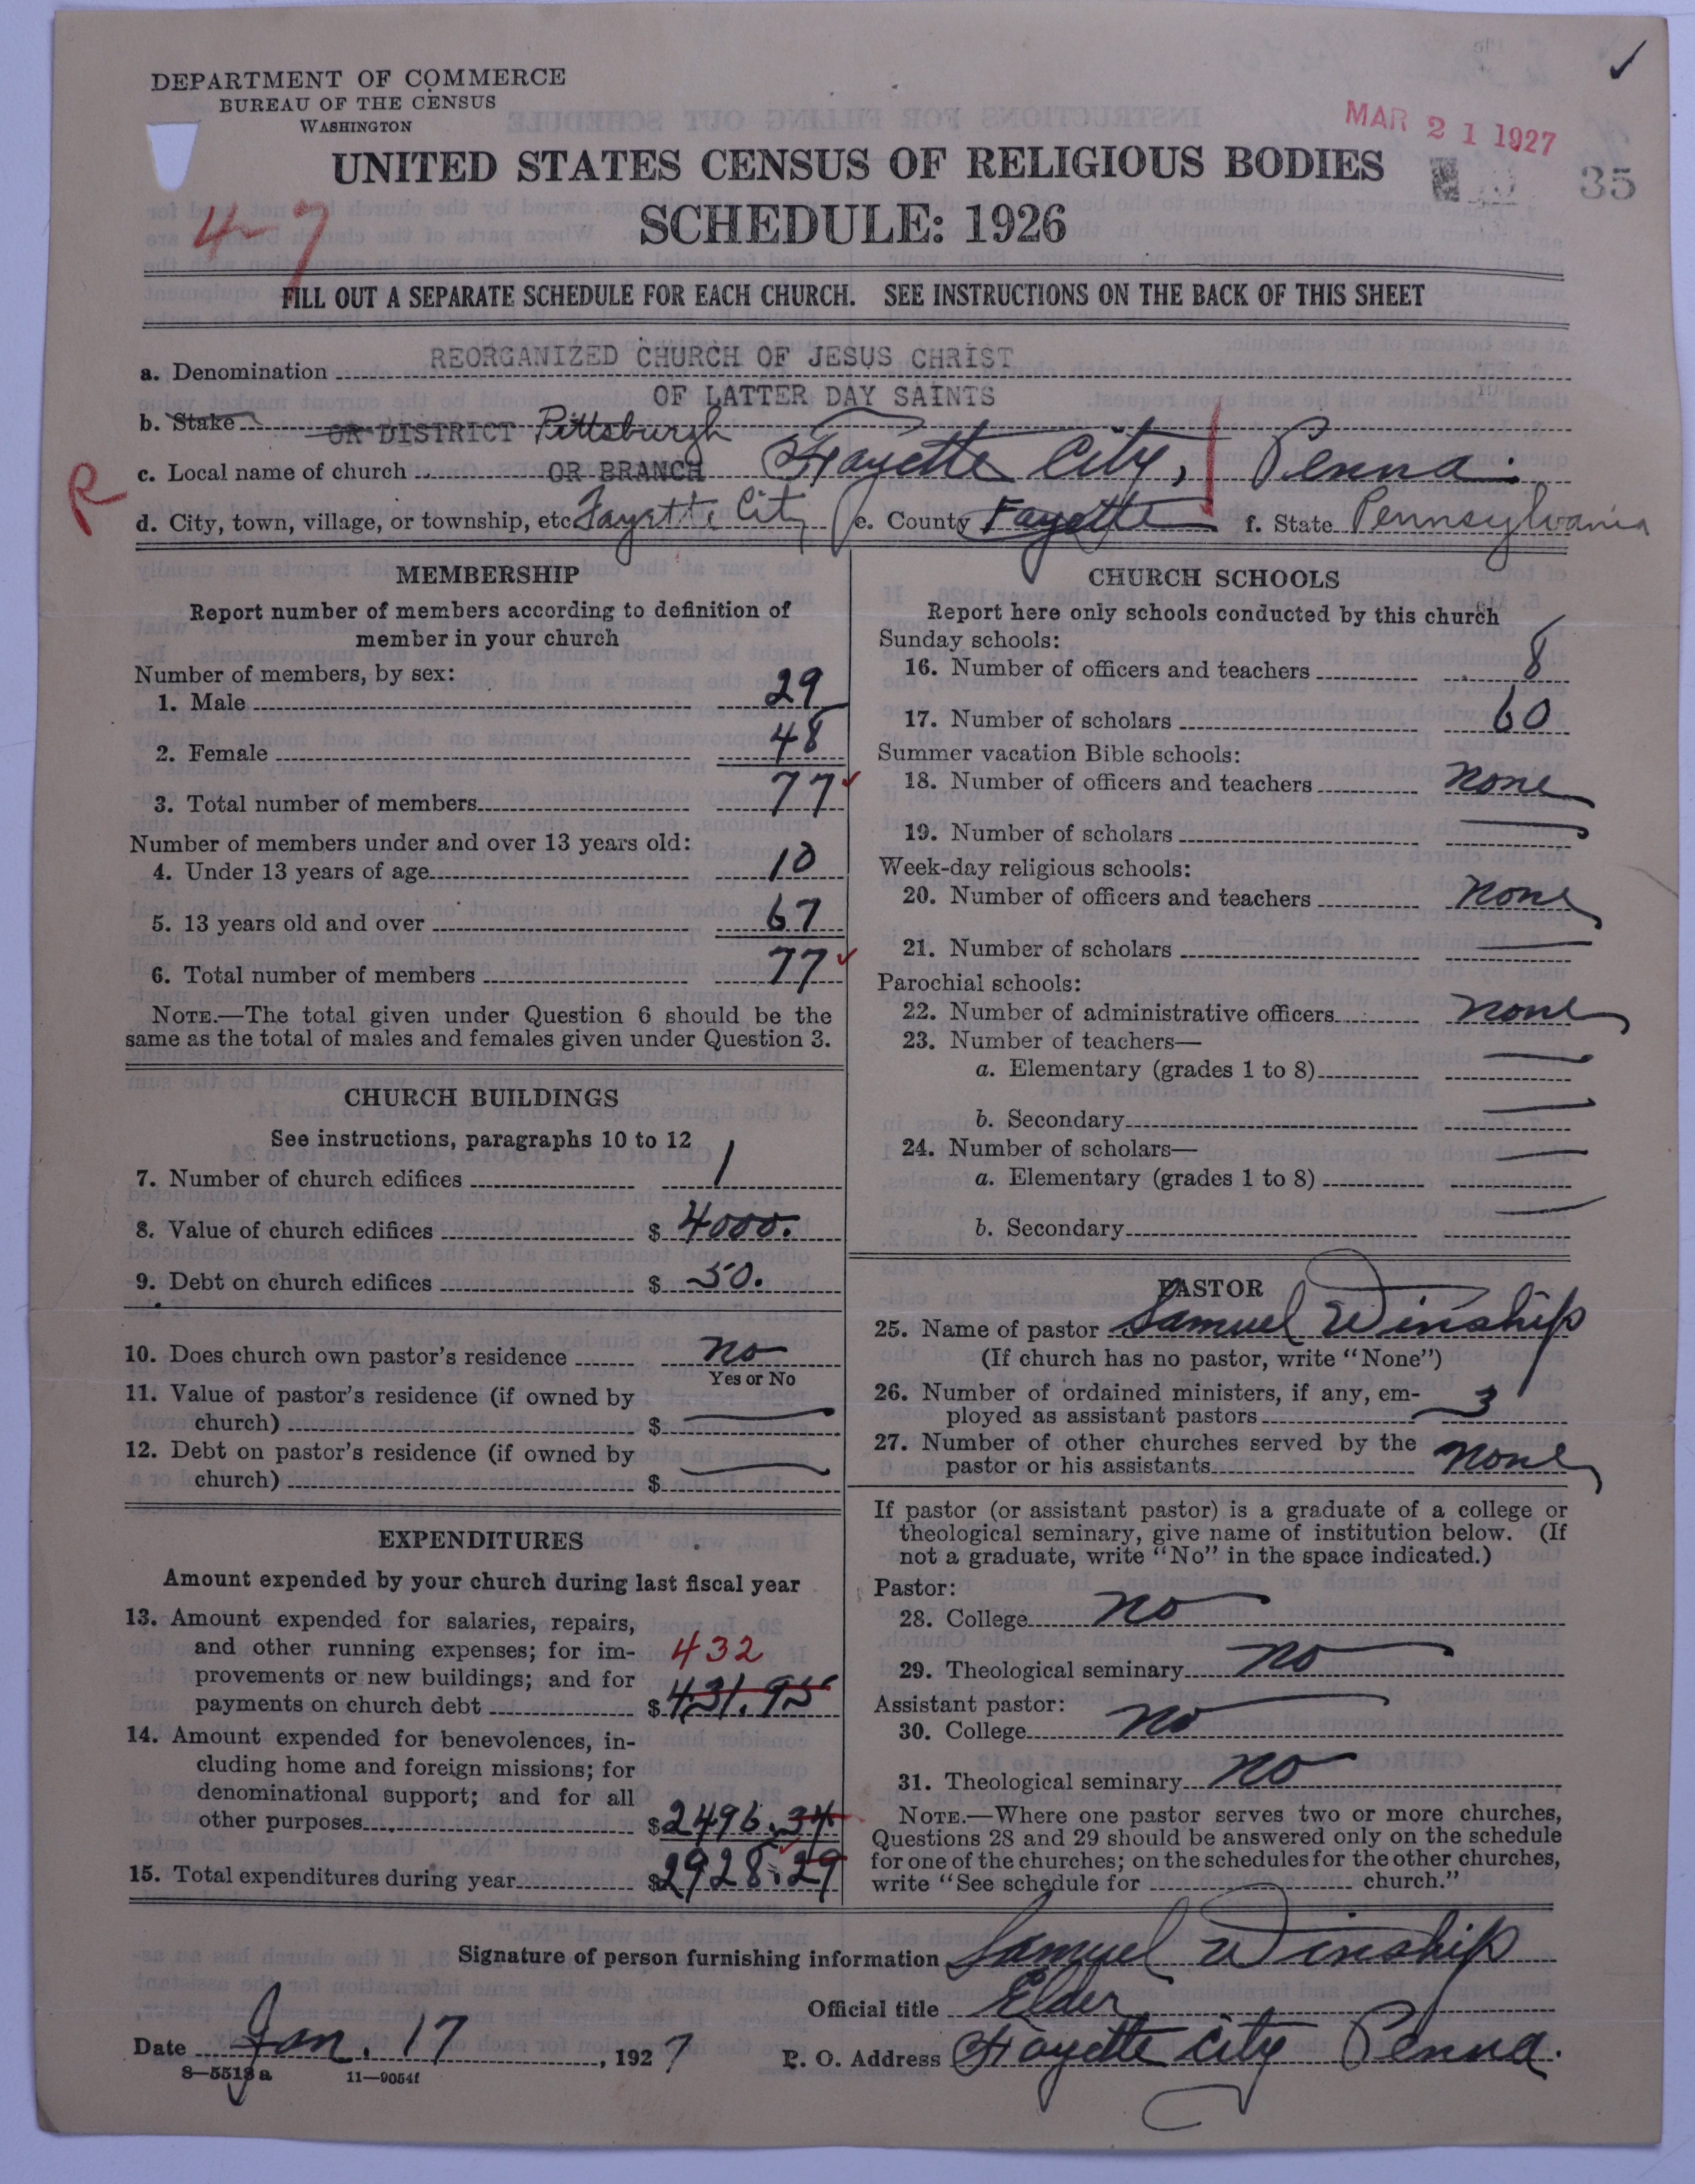 DEPARTMENT OF COMMERCE
BUREAU OF THE CENSUS
WASHINGTON
MAR 21 1927
UNITED STATES CENSUS OF RELIGIOUS BODIES
35
4-7
SCHEDULE: 1926
FILL OUT A SEPARATE SCHEDULE FOR EACH CHURCH. SEE INSTRUCTIONS ON THE BACK OF THIS SHEET
a. Denomination REORGANIZED CHURCH OF JESUS CHRIST
OF LATTER DAY SAINTS
b. Stake OR DISTRICT Pittsburgh
c. Local name of church OR BRANCH Fayette City, Penna.
R
d. City, town, village, or township, etc. Fayette City e. County Fayette f. State Pennsylvania
MEMBERSHIP
Report number of members according to definition of
member in your church
Number of members, by sex:
1. Male 29
2. Female 48
3. Total number of members 77
Number of members under and over 13 years old:
4. Under 13 years of age 10
5. 13 years old and over 67
6. Total number of members 77
NOTE.—The total given under Question 6 should be the
same as the total of males and females given under Question 3.
CHURCH BUILDINGS
See instructions, paragraphs 10 to 12
7. Number of church edifices 1
8. Value of church edifices $ 4000.
9. Debt on church edifices $ 50.
10. Does church own pastor's residence no
Yes or No
11. Value of pastor's residence (if owned by
church) $
12. Debt on pastor's residence (if owned by
church) $
EXPENDITURES
Amount expended by your church during last fiscal year
13. Amount expended for salaries, repairs,
and other running expenses; for im-
432
provements or new buildings; and for
payments on church debt $ 431.95
14. Amount expended for benevolences, in-
cluding home and foreign missions; for
denominational support; and for all
other purposes $ 2496.34
15. Total expenditures during year $ 2928.29
CHURCH SCHOOLS
Report here only schools conducted by this church
Sunday schools:
16. Number of officers and teachers 8
17. Number of scholars 60
Summer vacation Bible schools:
18. Number of officers and teachers none
19. Number of scholars
Week-day religious schools:
20. Number of officers and teachers none
21. Number of scholars
Parochial schools:
22. Number of administrative officers none
23. Number of teachers—
a. Elementary (grades 1 to 8)
b. Secondary
24. Number of scholars—
a. Elementary (grades 1 to 8)
b. Secondary
PASTOR
25. Name of pastor Samuel Winship
(If church has no pastor, write "None")
26. Number of ordained ministers, if any, em-
ployed as assistant pastors 3
27. Number of other churches served by the
pastor or his assistants none
If pastor (or assistant pastor) is a graduate of a college or
theological seminary, give name of institution below. (If
not a graduate, write "No" in the space indicated.)
Pastor:
28. College no
29. Theological seminary no
Assistant pastor:
30. College no
31. Theological seminary no
NOTE.—Where one pastor serves two or more churches,
Questions 28 and 29 should be answered only on the schedule
for one of the churches; on the schedules for the other churches,
write "See schedule for church."
Signature of person furnishing information Samuel Winship
Official title Elder
Date Jan. 17, 1927
P. O. Address Fayette City Penna.
8—5518a 11—9054f